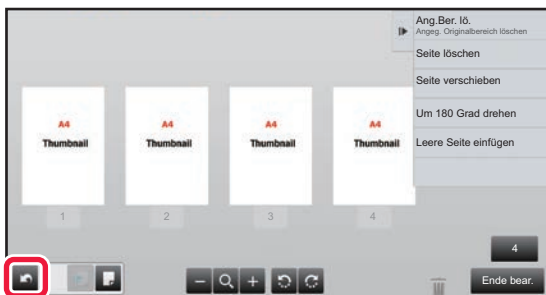 Ang.Ber. lö.
Angeg. Originalbereich löschen
Seite löschen
Seite verschieben
Um 180 Grad drehen
Leere Seite einfügen
A4 A4 A4 A4
Thumbnail Thumbnail Thumbnail Thumbnail
1 2 3 4
4
Ende bear.